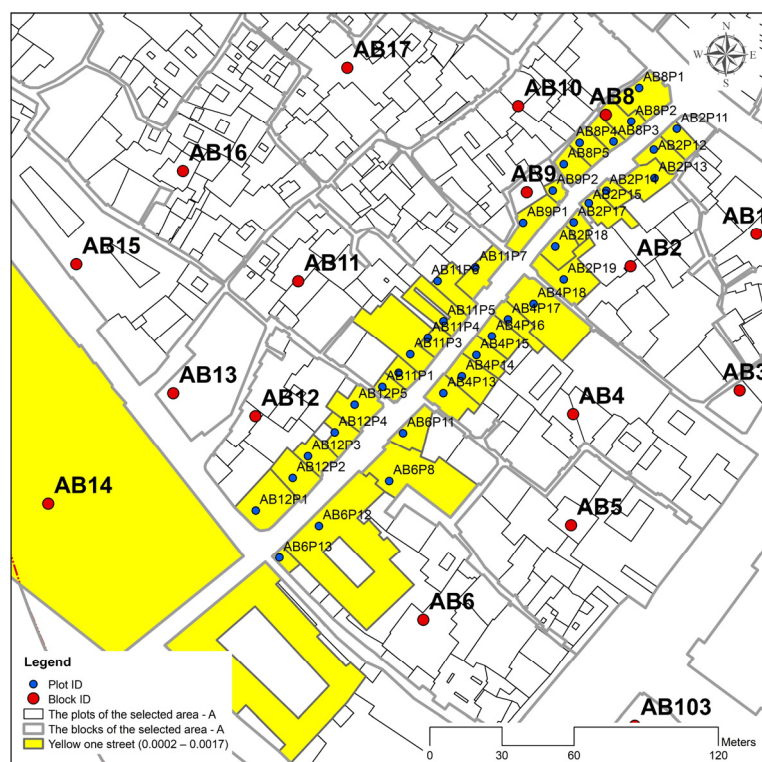 AB17
N
W E
S
AB8P1
AB10
AB8
AB8P2
AB2P11
AB8P4
AB8P3
AB2P12
AB8P5
AB2P13
AB16
AB9
AB9P2
AB2P14
AB2P15
AB9P1
AB2P17
AB1
AB2P18
AB15
AB2
AB11P7
AB2P19
AB11
AB4P18
AB11P5
AB4P17
AB11P4
AB4P16
AB11P3
AB4P15
AB4P14
AB3
AB13
AB11P1
AB4P13
AB12P5
AB12
AB4
AB12P4
AB6P11
AB12P3
AB12P2
AB6P8
AB14
AB12P1
AB6P12
AB5
AB6P13
AB6
Legend
Plot ID
Block ID
The plots of the selected area - A
The blocks of the selected area - A
Yellow one street (0.0002 – 0.0017)
AB103
Meters
0 30 60 120